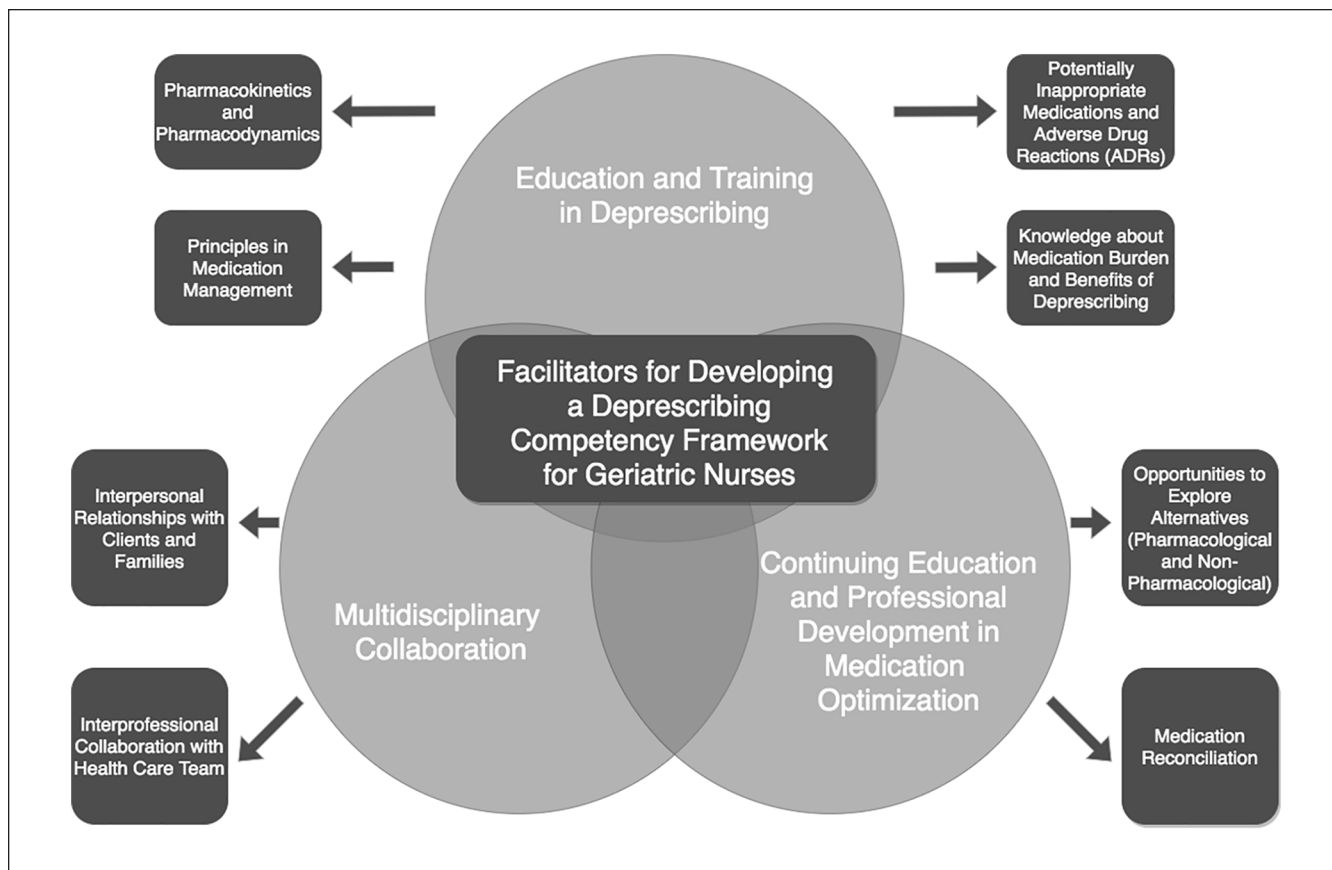 Pharmacokinetics
and
Pharmacodynamics
Potentially
Inappropriate
Medications and
Adverse Drug
Reactions (ADRs)
Education and Training
in Deprescribing
Principles in
Medication
Management
Knowledge about
Medication Burden
and Benefits of
Deprescribing
Facilitators for Developing
a Deprescribing
Competency Framework
for Geriatric Nurses
Interpersonal
Relationships with
Clients and
Families
Opportunities to
Explore
Alternatives
(Pharmacological
and Non-
Pharmacological)
Multidisciplinary
Collaboration
Continuing Education
and Professional
Development in
Medication
Optimization
Interprofessional
Collaboration with
Health Care Team
Medication
Reconciliation